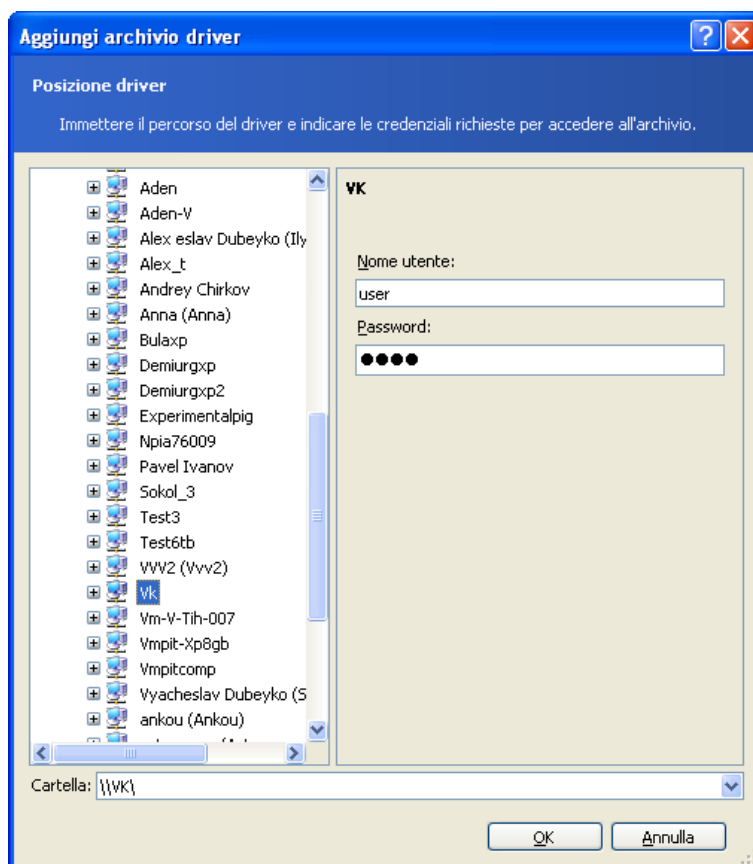 Aggiungi archivio driver
Posizione driver
Immettere il percorso del driver e indicare le credenziali richieste per accedere all'archivio.
Aden
Aden-V
Alex eslav Dubeyko (Ily
Alex_t
Andrey Chirkov
Anna (Anna)
Bulaxp
Demiurgxp
Demiurgxp2
Experimentalpig
Npia76009
Pavel Ivanov
Sokol_3
Test3
Test6tb
VVV2 (Vvv2)
Vk
Vm-V-Tih-007
Vmpit-Xp8gb
Vmpitcomp
Vyacheslav Dubeyko (S
ankou (Ankou)
VK
Nome utente:
user
Password:
●●●●
Cartella: \\VK\
OK Annulla